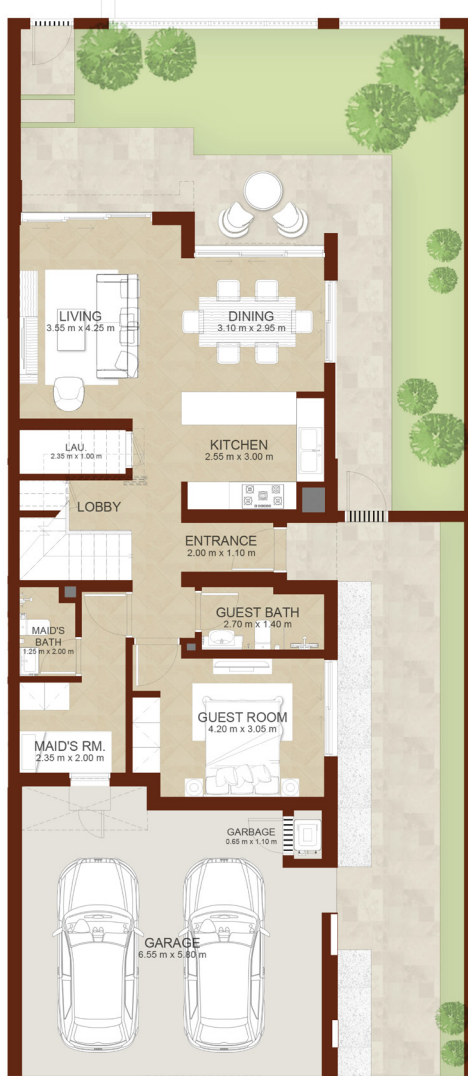 LIVING
3.55 m x 4.25 m
DINING
3.10 m x 2.95 m
KITCHEN
2.55 m x 3.00 m
LAU.
2.35 m x 1.00 m
LOBBY
ENTRANCE
2.00 m x 1.10 m
GUEST BATH
2.70 m x 1.40 m
MAID'S
BATH
1.25 m x 2.00 m
GUEST ROOM
4.20 m x 3.05 m
MAID'S RM.
2.35 m x 2.00 m
GARBAGE
0.65 m x 1.10 m
GARAGE
6.55 m x 5.80 m